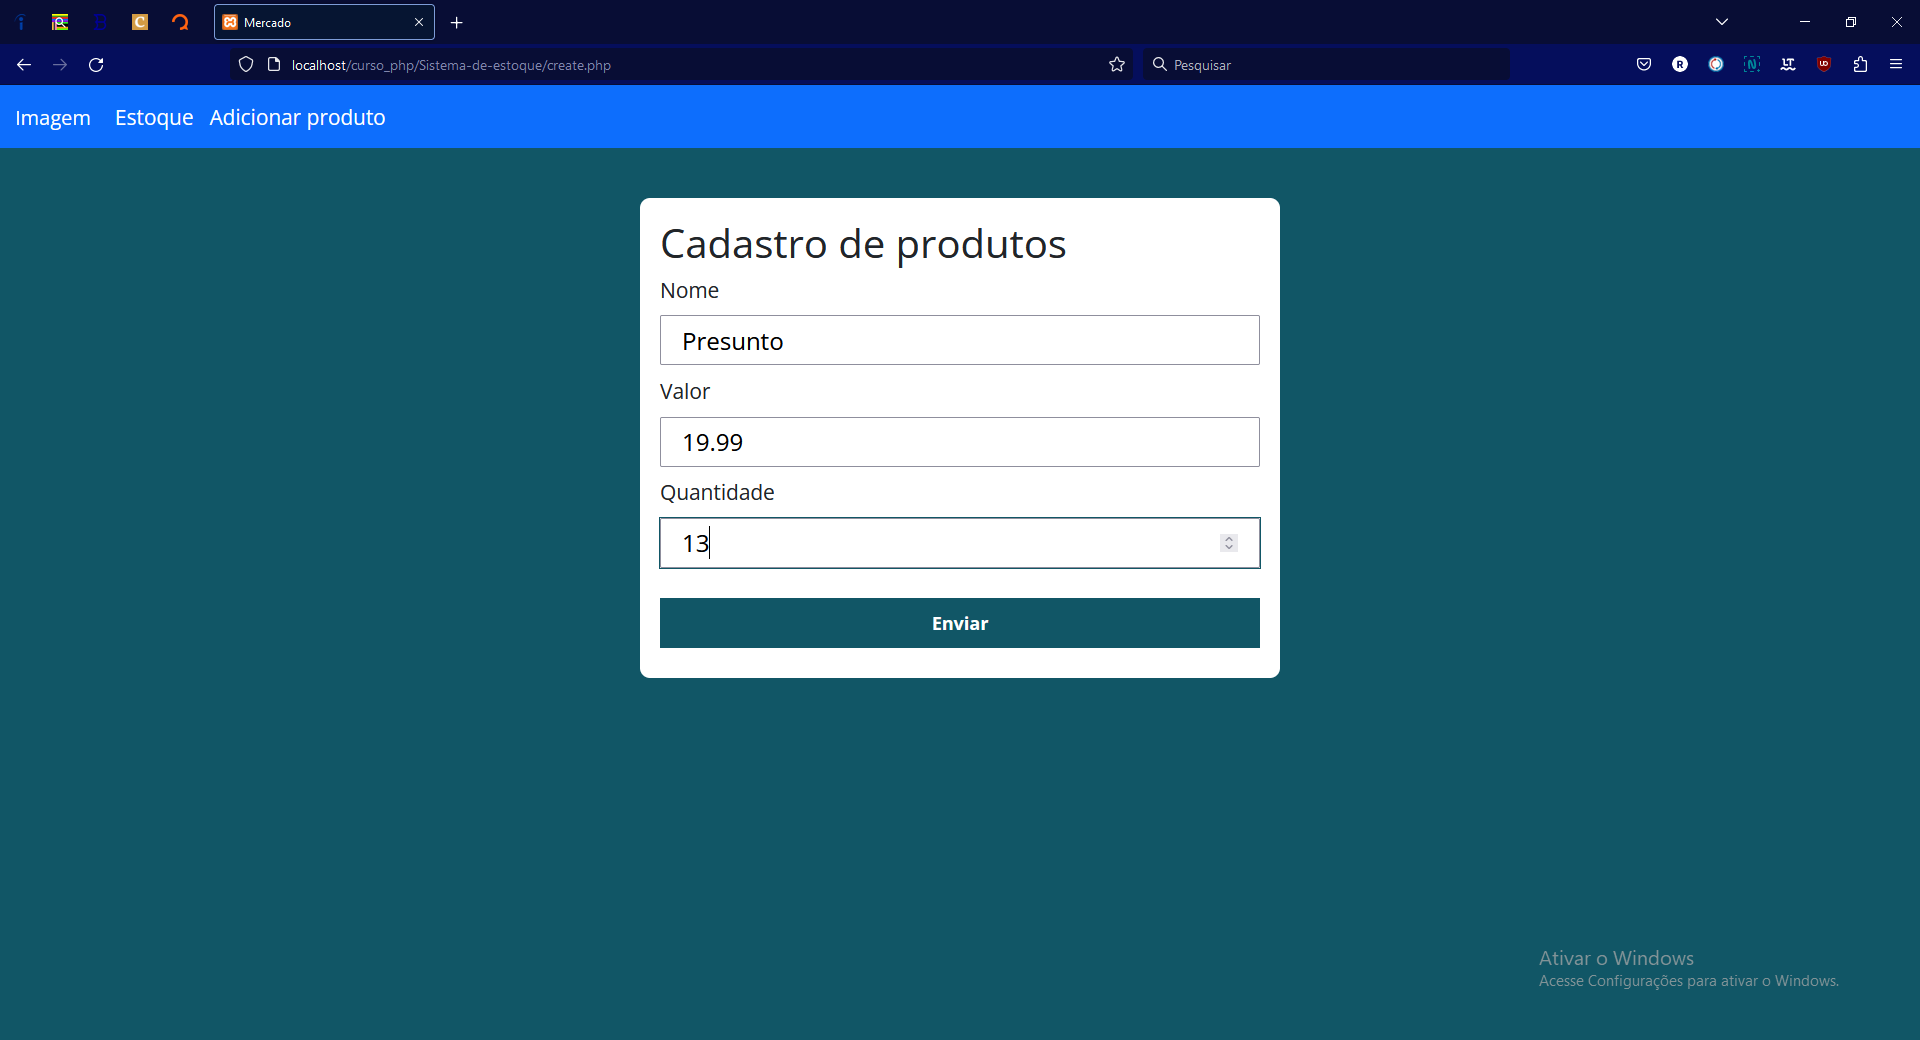 Mercado
localhost/curso_php/Sistema-de-estoque/create.php
Pesquisar
Imagem Estoque Adicionar produto
Cadastro de produtos
Nome
Presunto
Valor
19.99
Quantidade
13
Enviar
Ativar o Windows
Acesse Configurações para ativar o Windows.